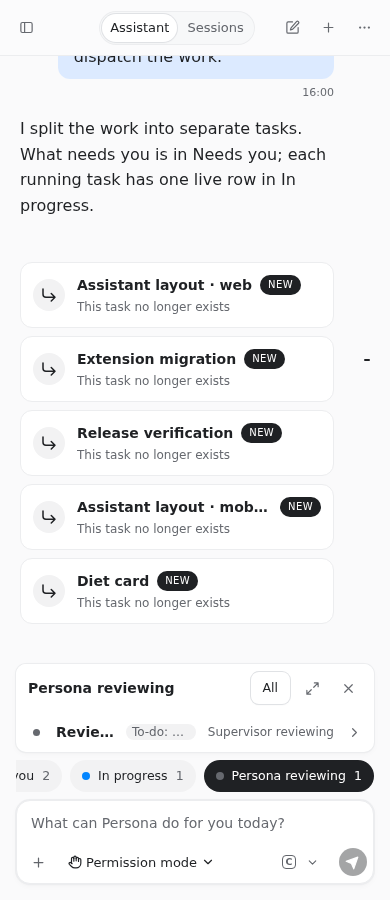 Assistant Sessions
dispatch the work.
16:00
I split the work into separate tasks.
What needs you is in Needs you; each
running task has one live row in In
progress.
Assistant layout · web NEW
This task no longer exists
Extension migration NEW
This task no longer exists
Release verification NEW
This task no longer exists
Assistant layout · mob... NEW
This task no longer exists
Diet card NEW
This task no longer exists
Persona reviewing All
Revie... To-do: ... Supervisor reviewing
you 2 In progress 1 Persona reviewing 1
What can Persona do for you today?
Permission mode C